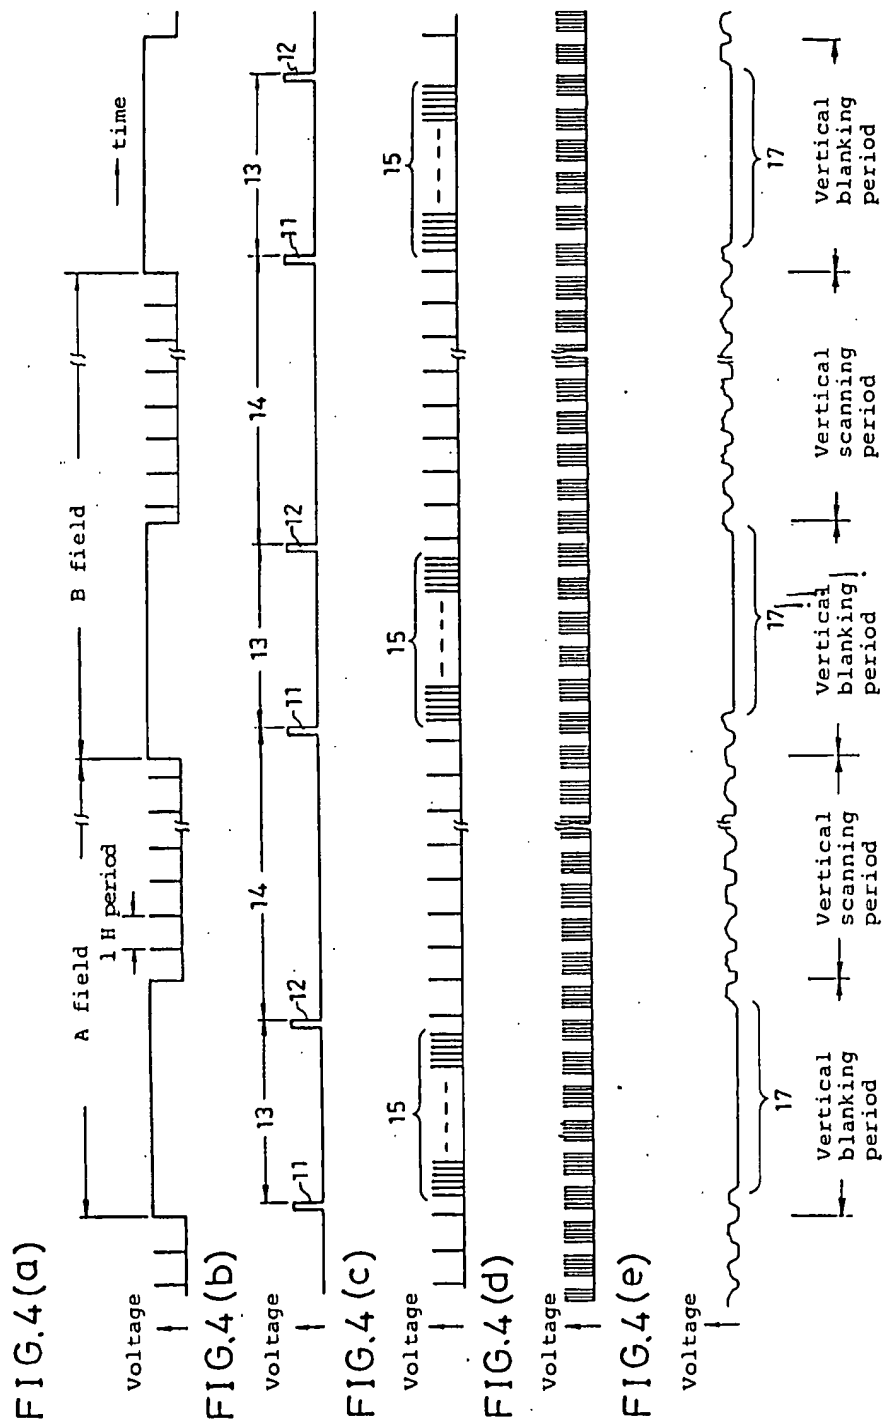 FIG.4(a)
A field
B field
1 H period
time
Voltage
FIG.4(b)
11
13
12
14
11
13
12
14
11
13
12
Voltage
FIG.4(c)
15
15
15
Voltage
FIG.4(d)
Voltage
FIG.4(e)
Voltage
17
17
17
Vertical
blanking
period
Vertical
scanning
period
Vertical
blanking
period
Vertical
scanning
period
Vertical
blanking
period